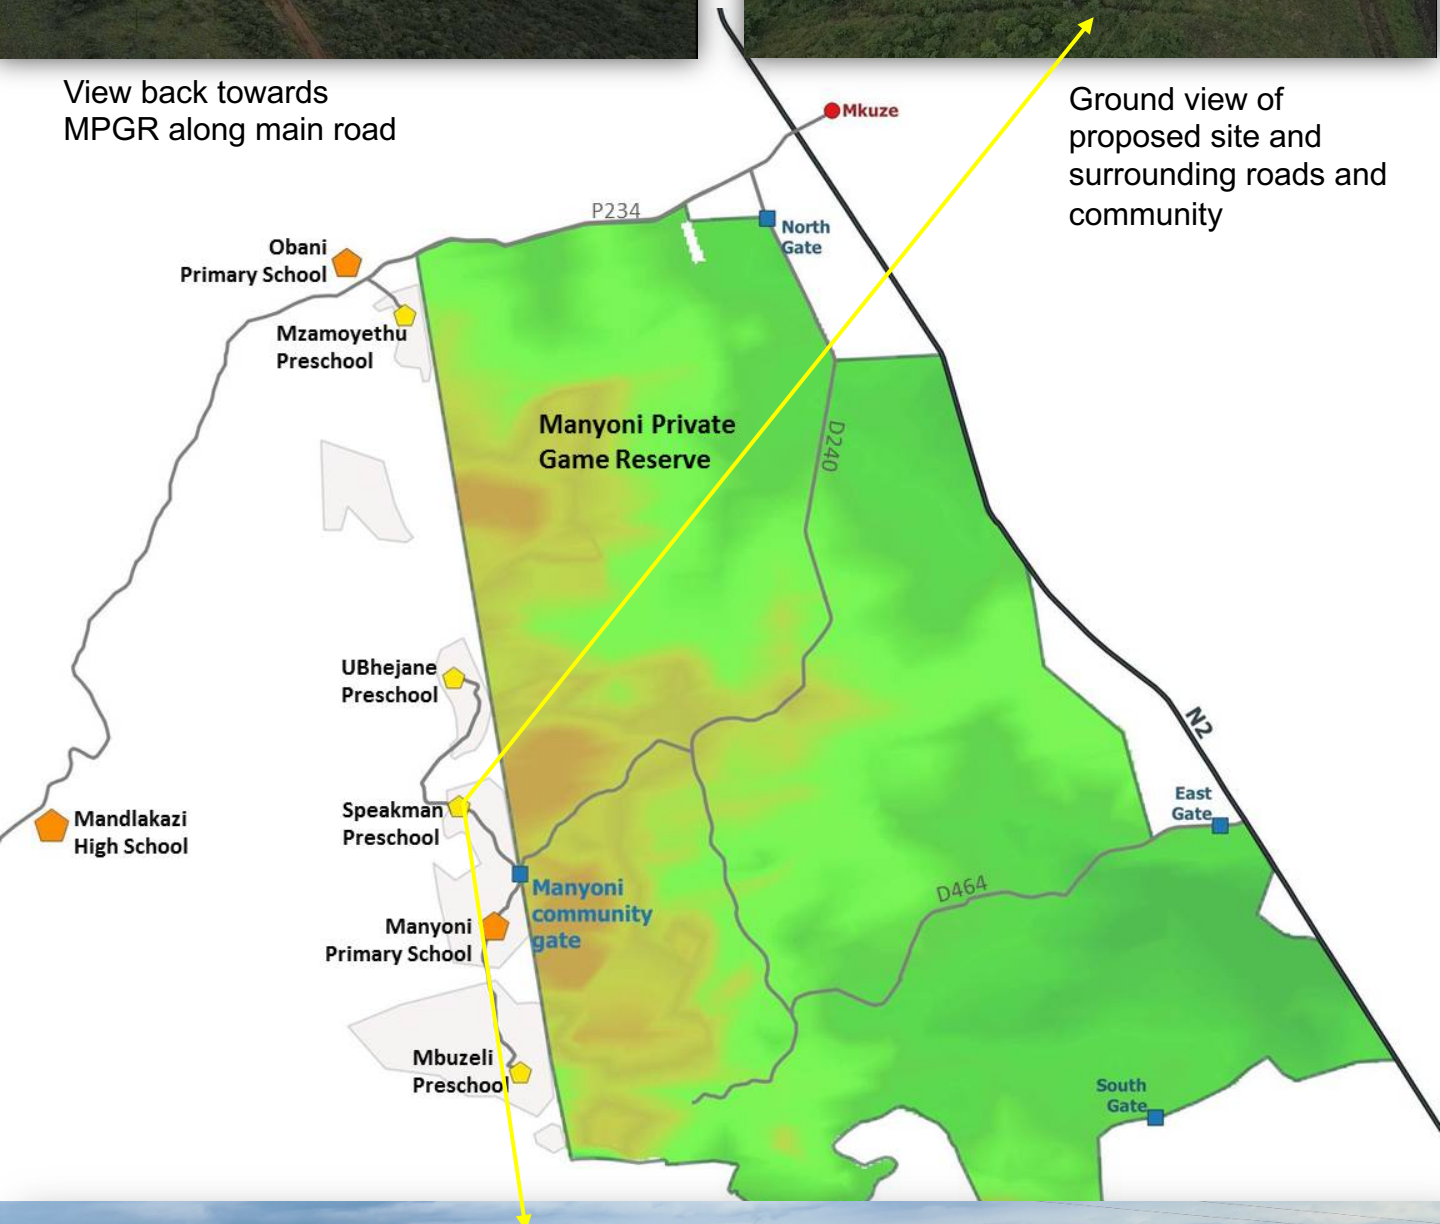 View back towards
MPGR along main road
Ground view of
proposed site and
surrounding roads and
community
Mkuze
P234
North
Gate
Obani
Primary School
Mzamoyethu
Preschool
Manyoni Private
Game Reserve
D240
UBhejane
Preschool
N2
Speakman
Preschool
East
Gate
Mandlakazi
High School
Manyoni
community
gate
D464
Manyoni
Primary School
Mbuzeli
Preschool
South
Gate